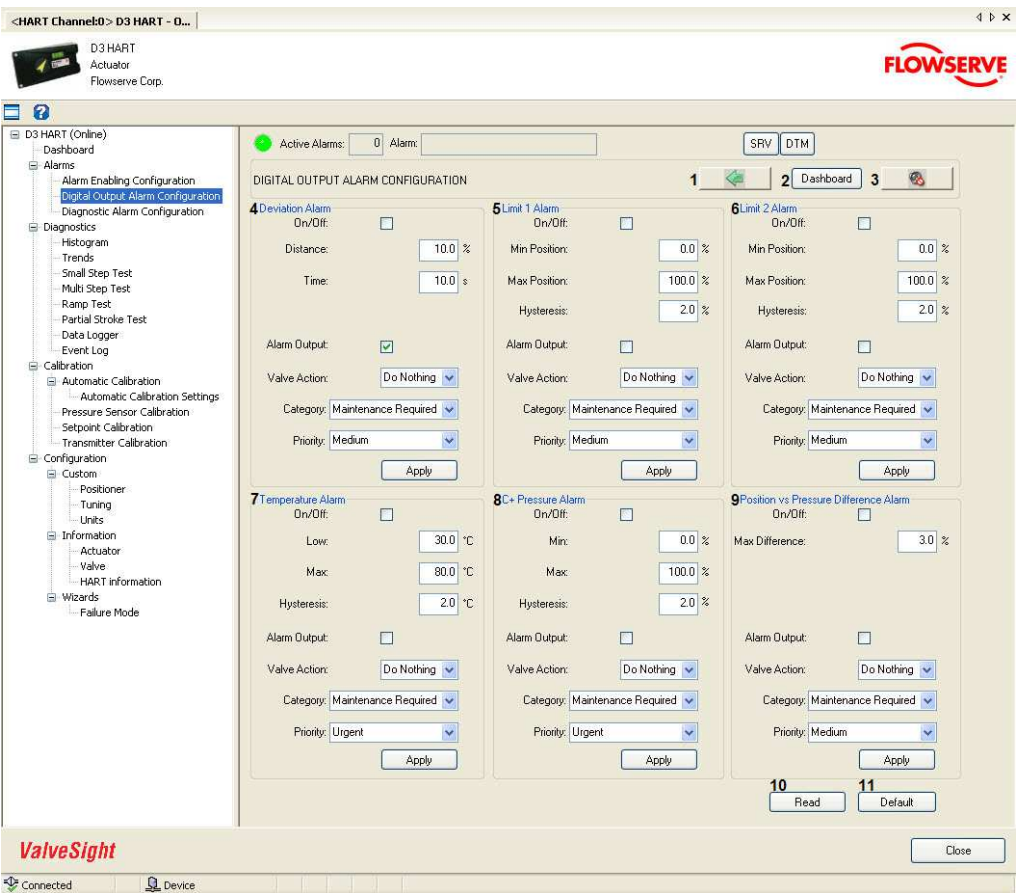 <HART Channel:0> D3 HART - O...
D3 HART
Actuator
Flowserve Corp.
FLOWSERVE
D3 HART (Online)
Dashboard
Alarms
Alarm Enabling Configuration
Digital Output Alarm Configuration
Diagnostic Alarm Configuration
Diagnostics
Histogram
Trends
Small Step Test
Multi Step Test
Ramp Test
Partial Stroke Test
Data Logger
Event Log
Calibration
Automatic Calibration
Automatic Calibration Settings
Pressure Sensor Calibration
Setpoint Calibration
Transmitter Calibration
Configuration
Custom
Positioner
Tuning
Units
Information
Actuator
Valve
HART information
Wizards
Failure Mode
Active Alarms: 0 Alarm: SRV DTM
DIGITAL OUTPUT ALARM CONFIGURATION 1 2 Dashboard 3
4 Deviation Alarm
On/Off:
Distance: 10.0 %
Time: 10.0 s
Alarm Output:
Valve Action: Do Nothing
Category: Maintenance Required
Priority: Medium
Apply
5 Limit 1 Alarm
On/Off:
Min Position: 0.0 %
Max Position: 100.0 %
Hysteresis: 2.0 %
Alarm Output:
Valve Action: Do Nothing
Category: Maintenance Required
Priority: Medium
Apply
6 Limit 2 Alarm
On/Off:
Min Position: 0.0 %
Max Position: 100.0 %
Hysteresis: 2.0 %
Alarm Output:
Valve Action: Do Nothing
Category: Maintenance Required
Priority: Medium
Apply
7 Temperature Alarm
On/Off:
Low: 30.0 °C
Max: 80.0 °C
Hysteresis: 2.0 °C
Alarm Output:
Valve Action: Do Nothing
Category: Maintenance Required
Priority: Urgent
Apply
8 C+ Pressure Alarm
On/Off:
Min: 0.0 %
Max: 100.0 %
Hysteresis: 2.0 %
Alarm Output:
Valve Action: Do Nothing
Category: Maintenance Required
Priority: Urgent
Apply
9 Position vs Pressure Difference Alarm
On/Off:
Max Difference: 3.0 %
Alarm Output:
Valve Action: Do Nothing
Category: Maintenance Required
Priority: Medium
Apply
10 11
Read Default
ValveSight
Close
Connected Device